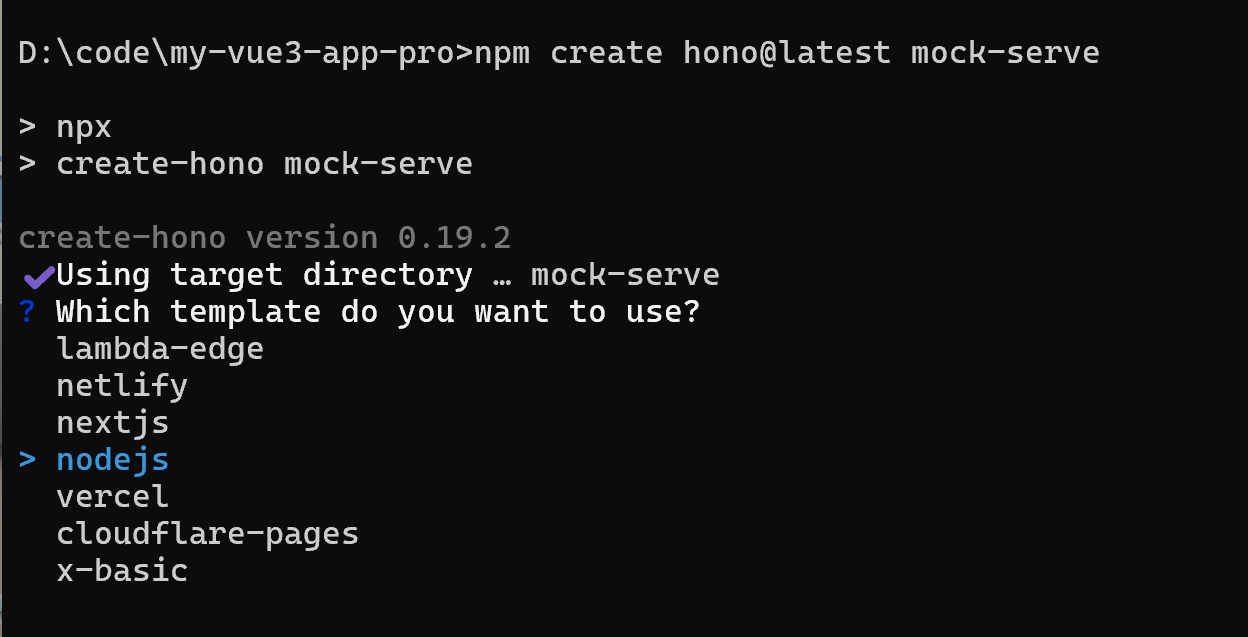 D:\code\my-vue3-app-pro>npm create hono@latest mock-serve
> npx
> create-hono mock-serve
create-hono version 0.19.2
✔Using target directory … mock-serve
? Which template do you want to use?
lambda-edge
netlify
nextjs
> nodejs
vercel
cloudflare-pages
x-basic